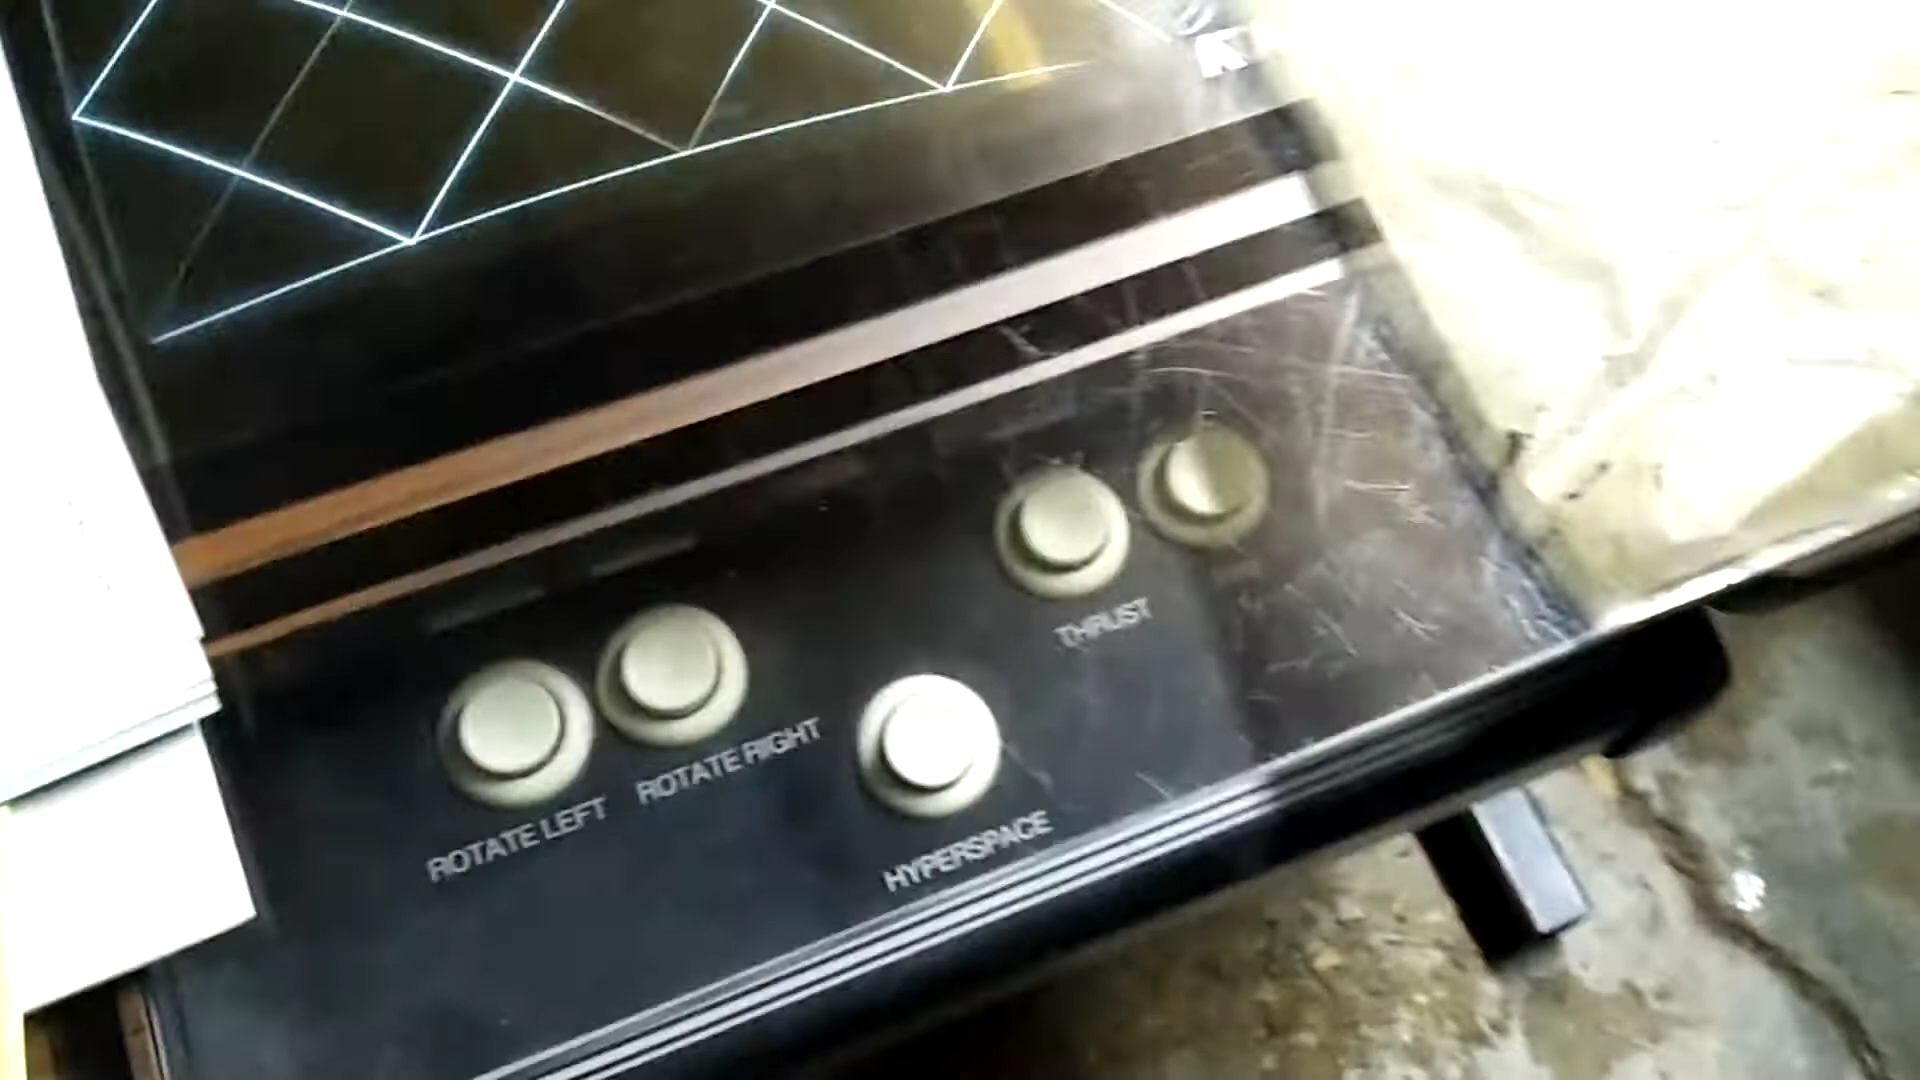 THRUST
ROTATE LEFT
ROTATE RIGHT
HYPERSPACE